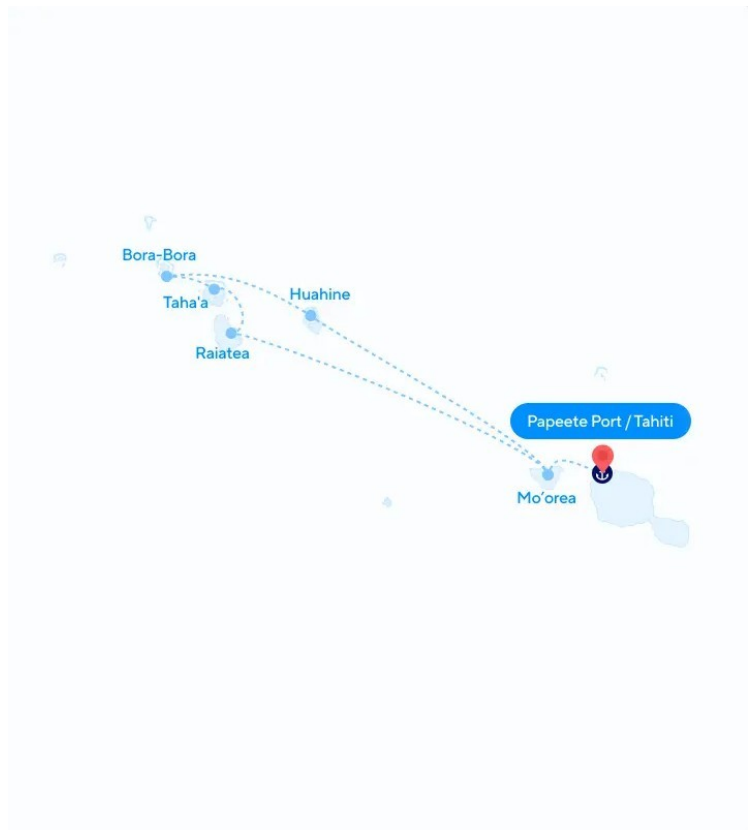 Bora-Bora
Taha'a
Huahine
Raiatea
Papeete Port / Tahiti
Mo’orea